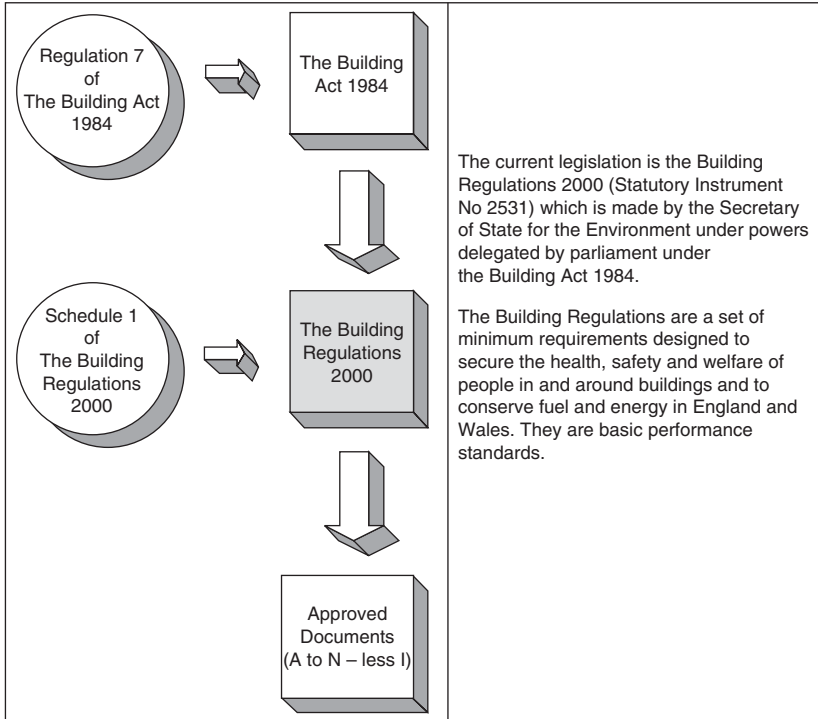 Regulation 7
of
The Building Act
1984
The Building
Act 1984
Schedule 1
of
The Building
Regulations
2000
The Building
Regulations
2000
Approved
Documents
(A to N – less I)
The current legislation is the Building
Regulations 2000 (Statutory Instrument
No 2531) which is made by the Secretary
of State for the Environment under powers
delegated by parliament under
the Building Act 1984.
The Building Regulations are a set of
minimum requirements designed to
secure the health, safety and welfare of
people in and around buildings and to
conserve fuel and energy in England and
Wales. They are basic performance
standards.